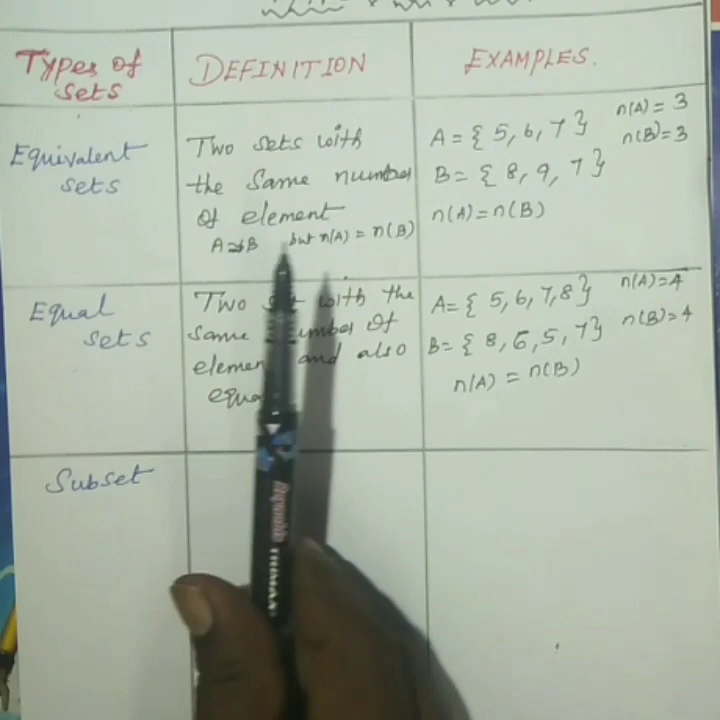 Types of
sets
DEFINITION
EXAMPLES.
Equivalent
sets
Two sets with
the same number
of element
but n(A) = n(B)
A = { 5, 6, 7 }
n(A) = 3
B = { 8, 9, 7 }
n(B) = 3
n(A) = n(B)
Equal
sets
Two with the
same of
and also
A = { 5, 6, 7, 8 }
n(A) = 4
B = { 8, 6, 5, 7 }
n(B) = 4
n(A) = n(B)
Subset
Reynolds
TRIMAX